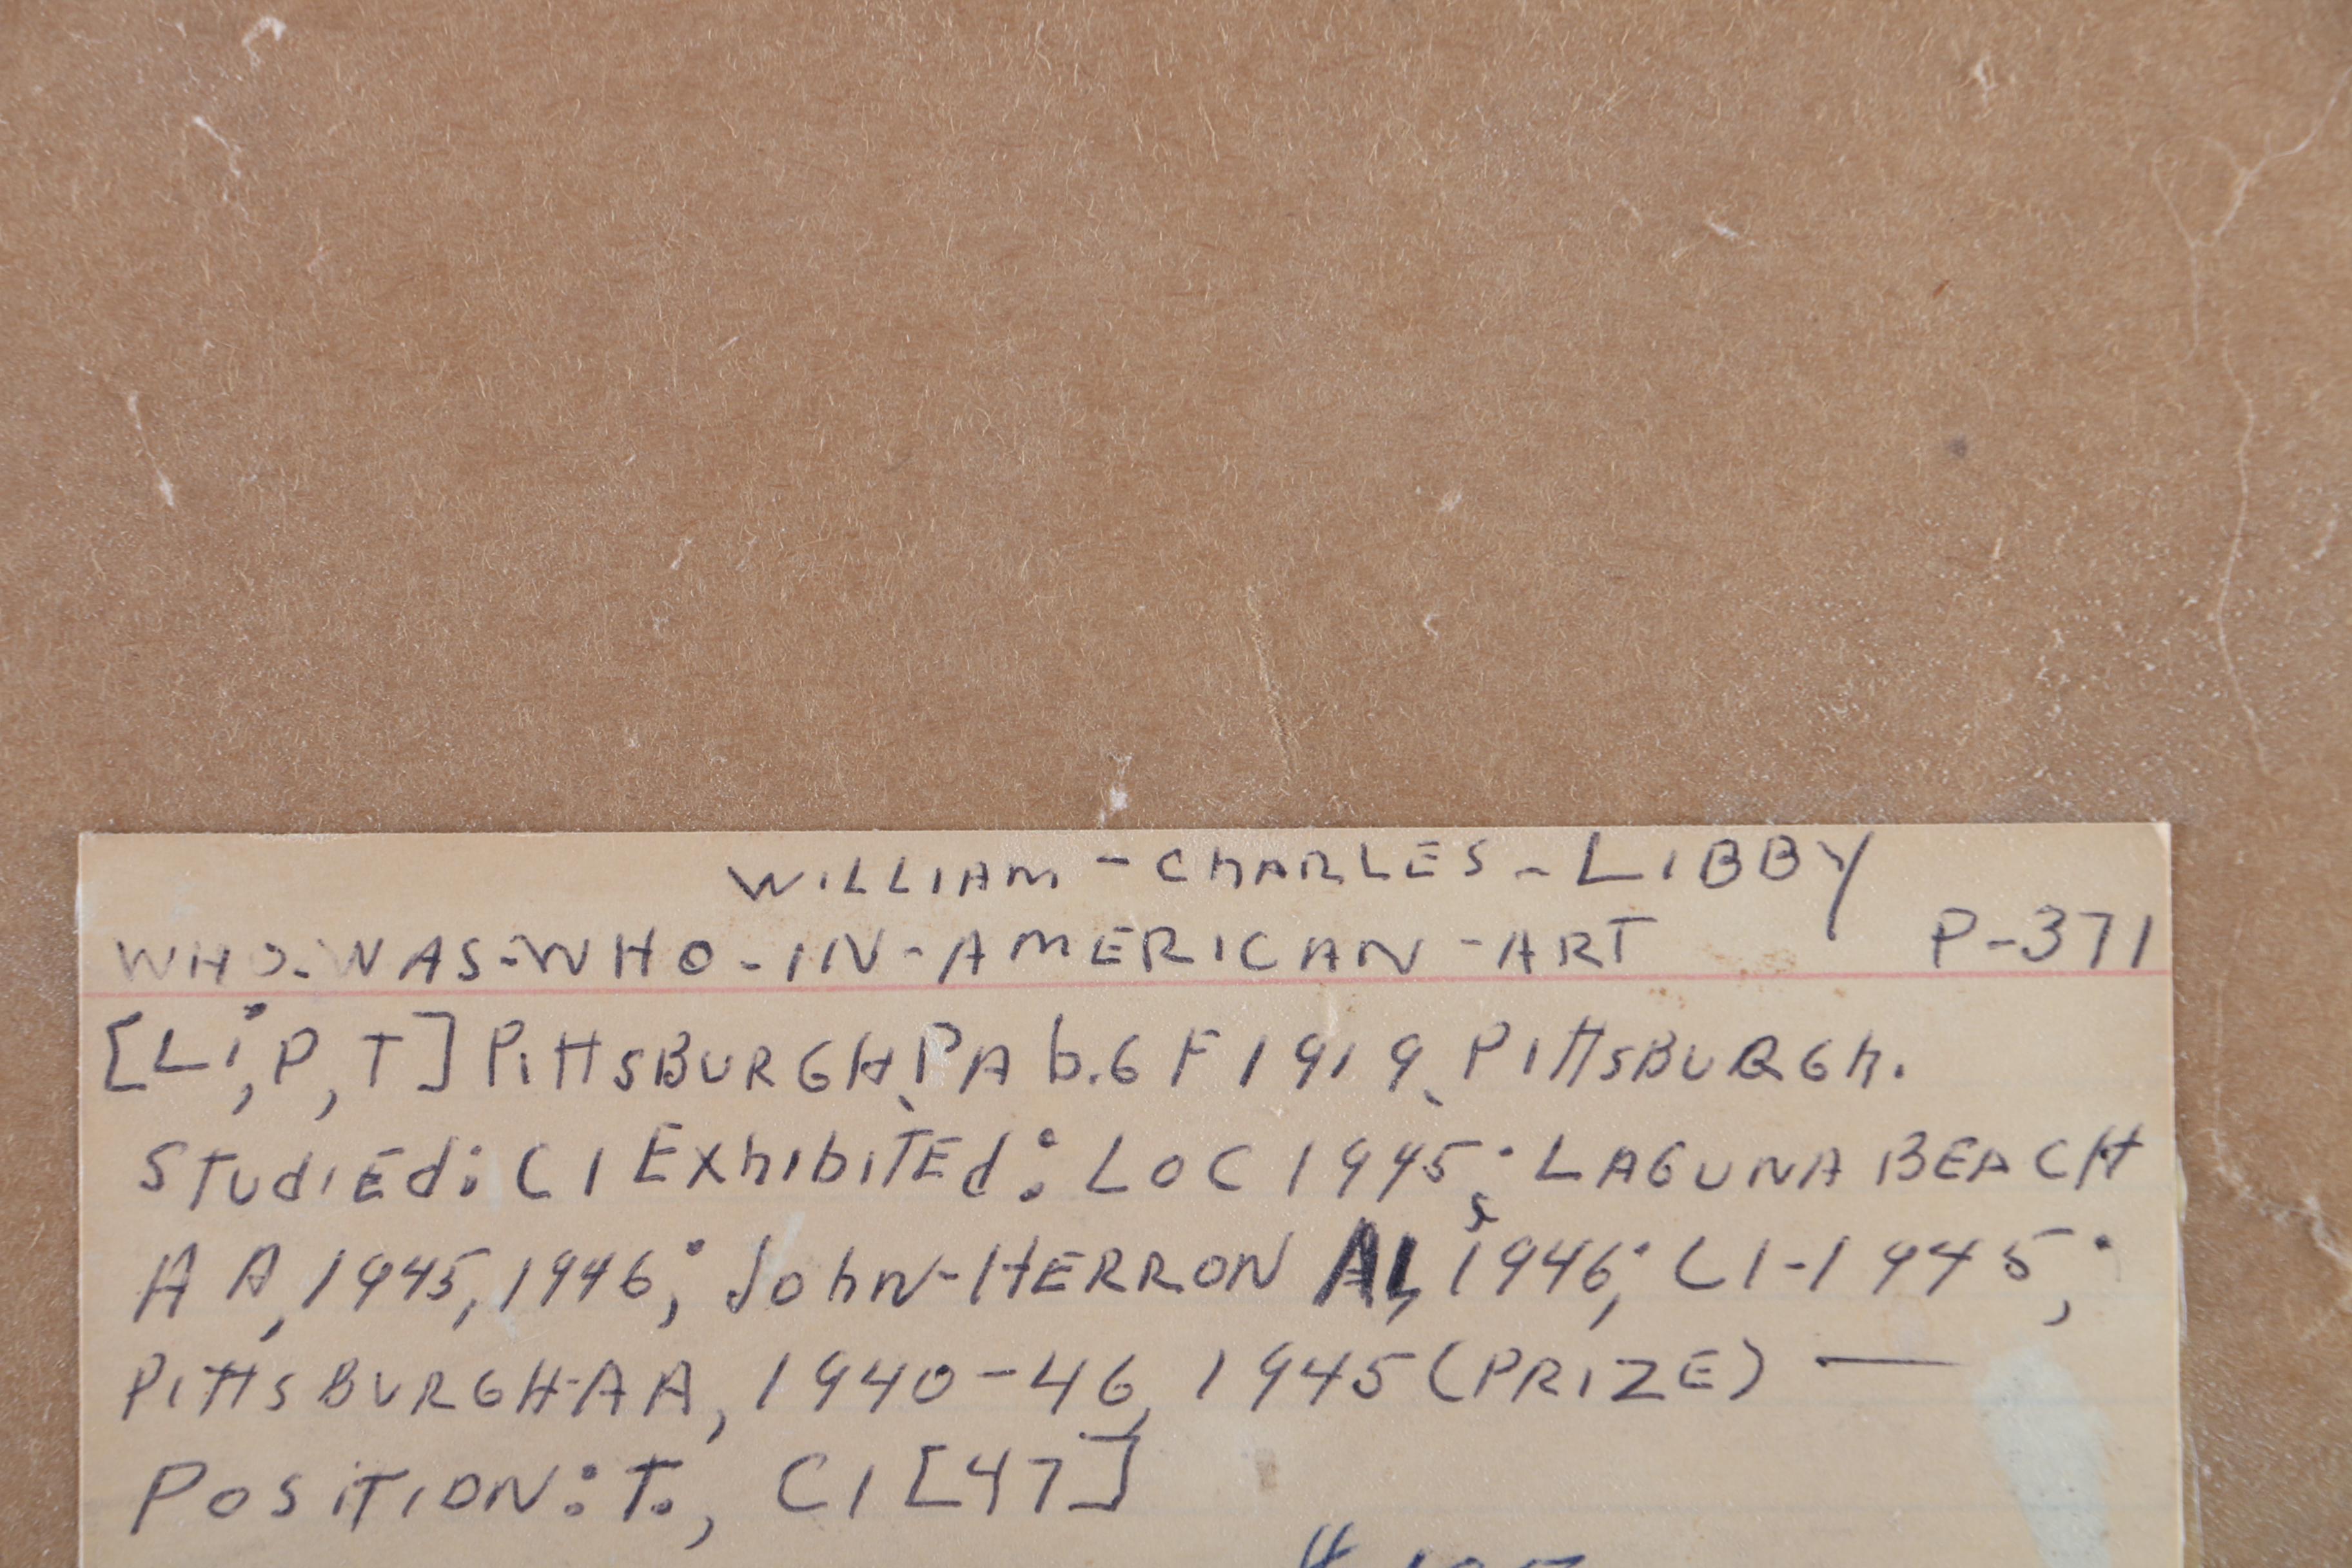 WILLIAM - CHARLES - LIBBY
WHO-WAS-WHO-IN-AMERICAN-ART P-371
[Li, P, T] PittSBURGH, PA b. 6 F 1919, PittSBURGh.
STUdiEd: CI ExhibiTEd: LOC 1945; LAGUNA BEACH
AA, 1945, 1946; John-HERRON AI, 1946; CI-1945;
PittSBURGH-AA, 1940-46, 1945 (PRIZE) —
POSiTiON: T., CI [47]